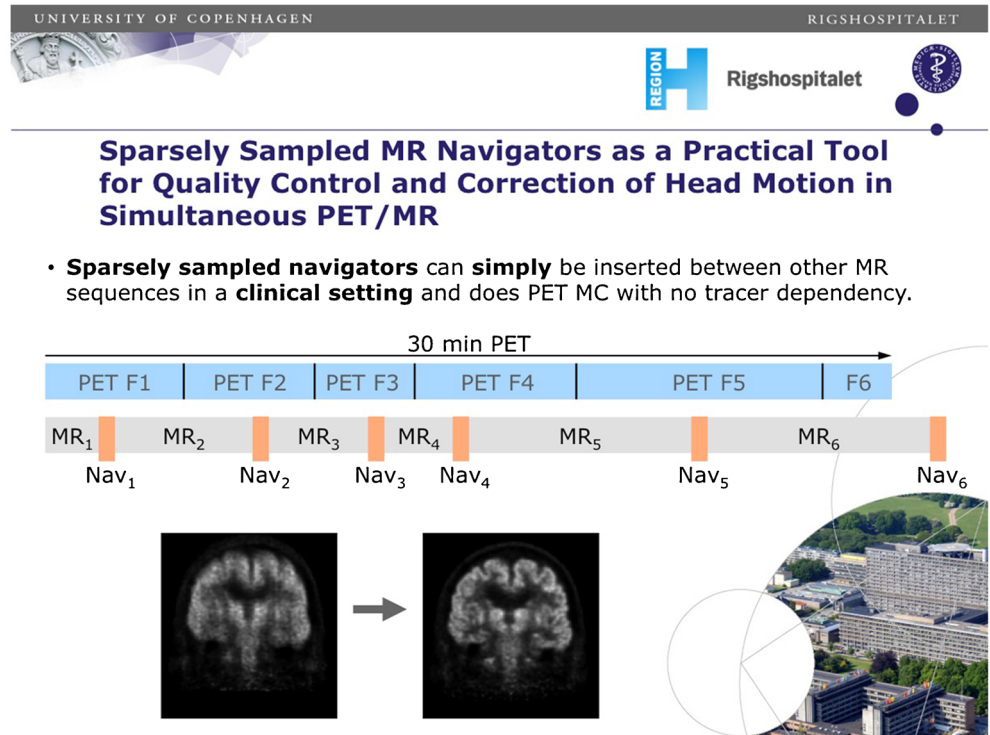 UNIVERSITY OF COPENHAGEN
RIGSHOSPITALET
REGION H
Rigshospitalet
Sparsely Sampled MR Navigators as a Practical Tool
for Quality Control and Correction of Head Motion in
Simultaneous PET/MR
• Sparsely sampled navigators can simply be inserted between other MR
sequences in a clinical setting and does PET MC with no tracer dependency.
30 min PET
PET F1 PET F2 PET F3 PET F4 PET F5 F6
MR₁ MR₂ MR₃ MR₄ MR₅ MR₆
Nav₁ Nav₂ Nav₃ Nav₄ Nav₅ Nav₆